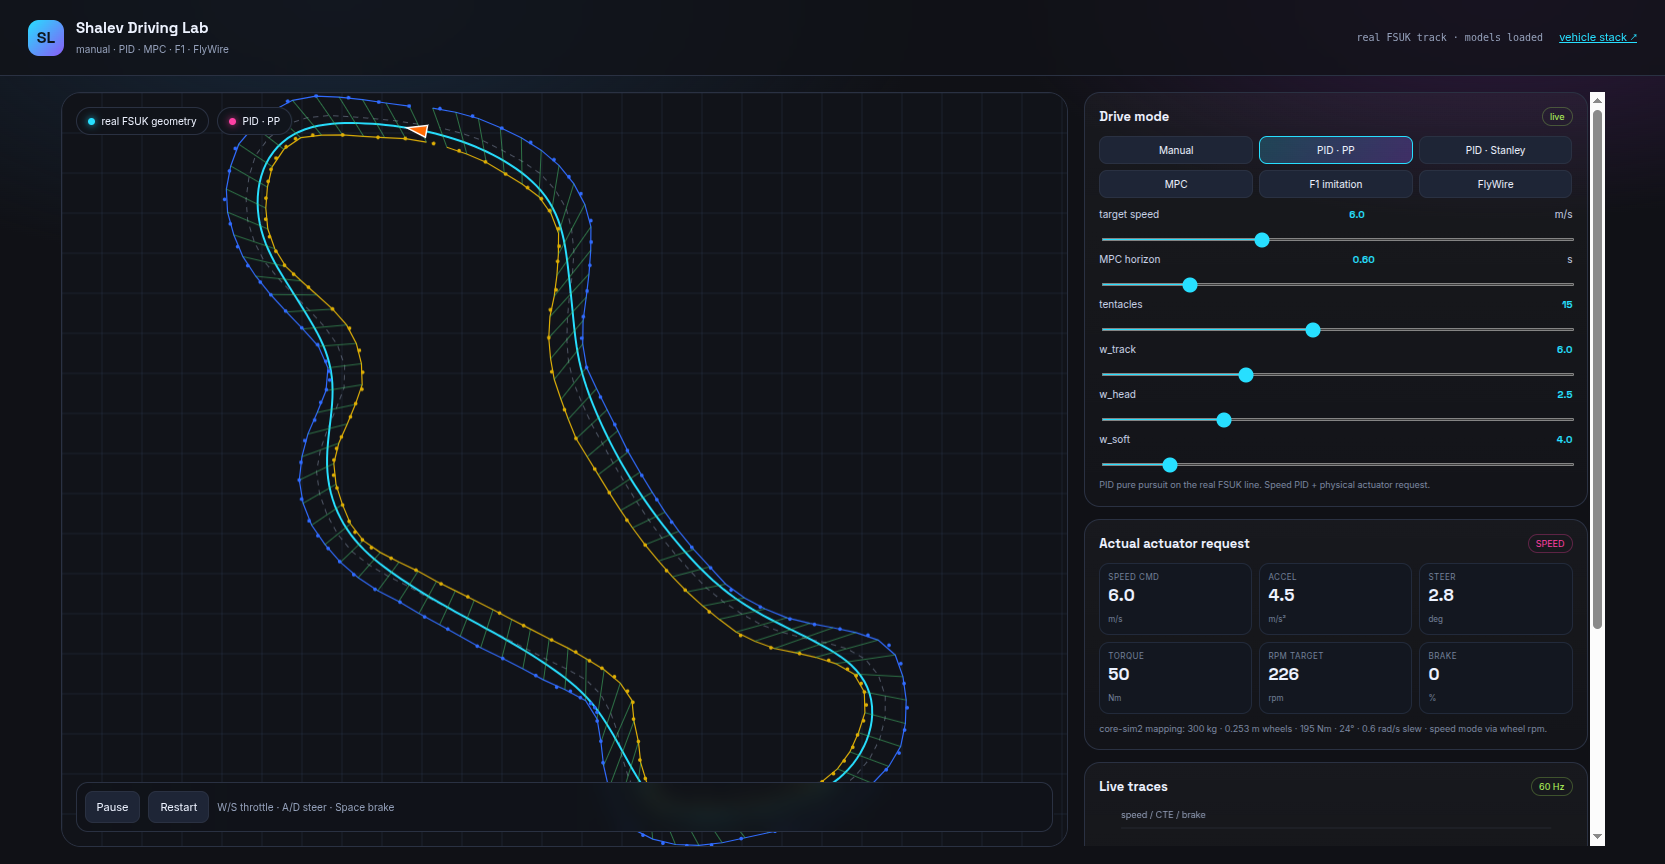 SL
Shalev Driving Lab
manual · PID · MPC · F1 · FlyWire
real FSUK track · models loaded
vehicle stack ↗
real FSUK geometry
PID · PP
Pause
Restart
W/S throttle · A/D steer · Space brake
Drive mode
live
Manual
PID · PP
PID · Stanley
MPC
F1 imitation
FlyWire
target speed 6.0 m/s
MPC horizon 0.60 s
tentacles 15
w_track 6.0
w_head 2.5
w_soft 4.0
PID pure pursuit on the real FSUK line. Speed PID + physical actuator request.
Actual actuator request
SPEED
SPEED CMD
6.0
m/s
ACCEL
4.5
m/s²
STEER
2.8
deg
TORQUE
50
Nm
RPM TARGET
226
rpm
BRAKE
0
%
core-sim2 mapping: 300 kg · 0.253 m wheels · 195 Nm · 24° · 0.6 rad/s slew · speed mode via wheel rpm.
Live traces
60 Hz
speed / CTE / brake